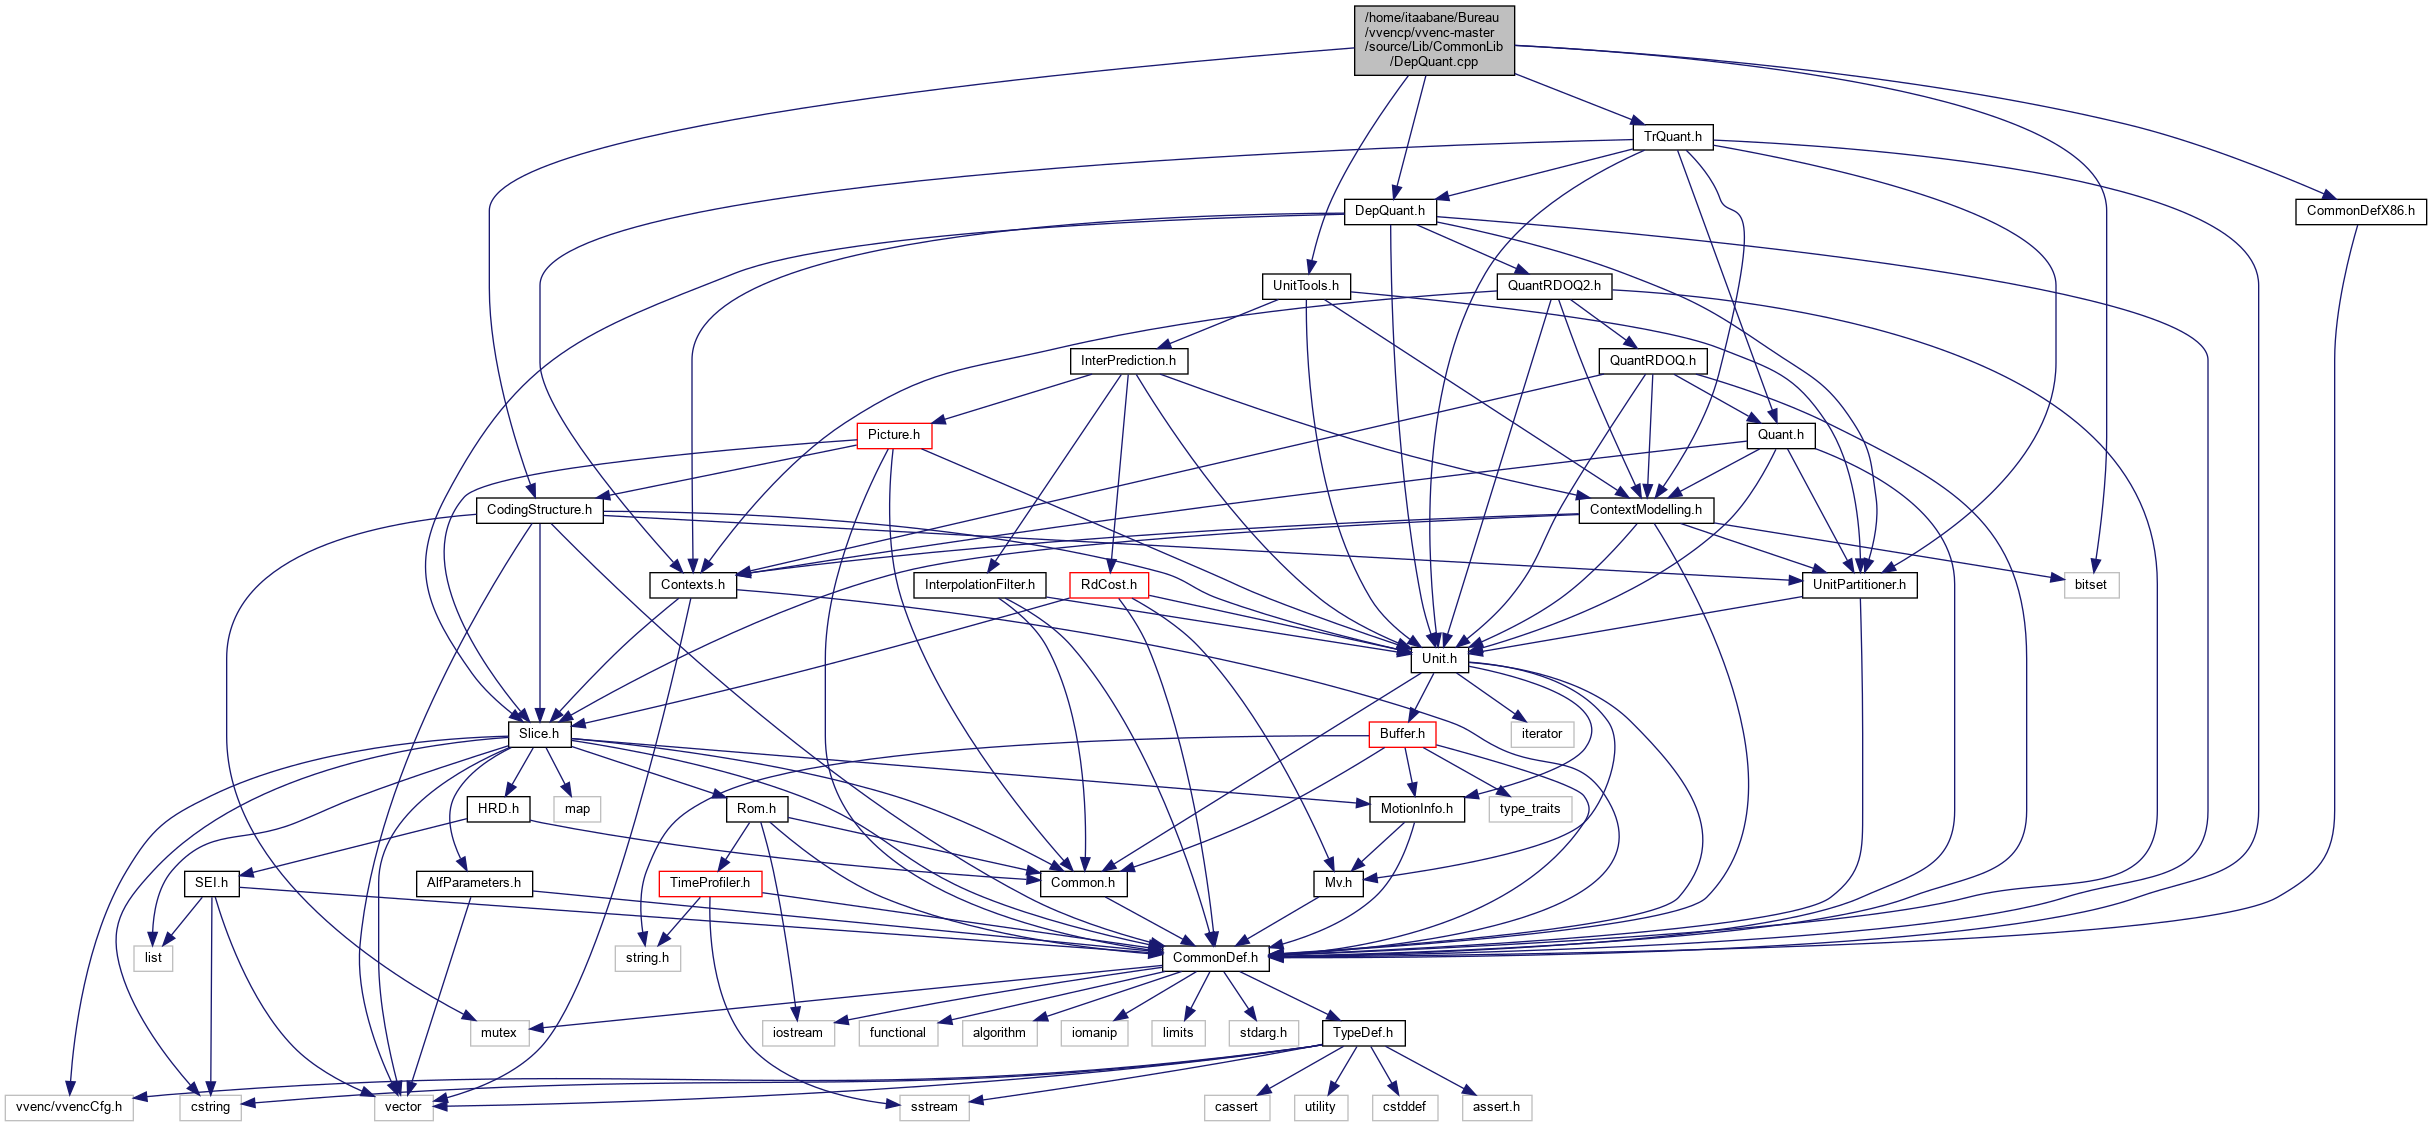 /home/itaabane/Bureau
/vvencp/vvenc-master
/source/Lib/CommonLib
/DepQuant.cpp
TrQuant.h
DepQuant.h
CommonDefX86.h
UnitTools.h
QuantRDOQ2.h
InterPrediction.h
QuantRDOQ.h
Picture.h
Quant.h
CodingStructure.h
ContextModelling.h
Contexts.h
InterpolationFilter.h
RdCost.h
UnitPartitioner.h
bitset
Unit.h
Slice.h
Buffer.h
iterator
HRD.h
map
Rom.h
MotionInfo.h
type_traits
SEI.h
AlfParameters.h
TimeProfiler.h
Common.h
Mv.h
list
string.h
CommonDef.h
mutex
iostream
functional
algorithm
iomanip
limits
stdarg.h
TypeDef.h
vvenc/vvencCfg.h
cstring
vector
sstream
cassert
utility
cstddef
assert.h